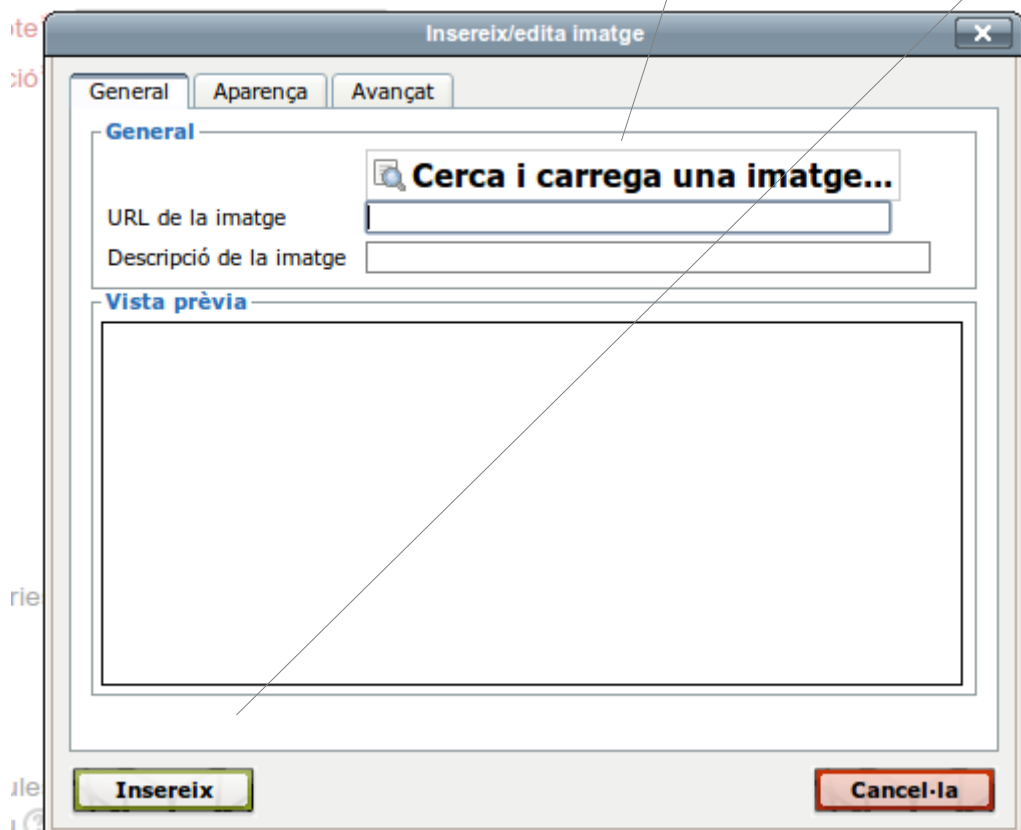 Insereix/edita imatge
General Aparença Avançat
General
Cerca i carrega una imatge...
URL de la imatge
Descripció de la imatge
Vista prèvia
Insereix Cancel·la